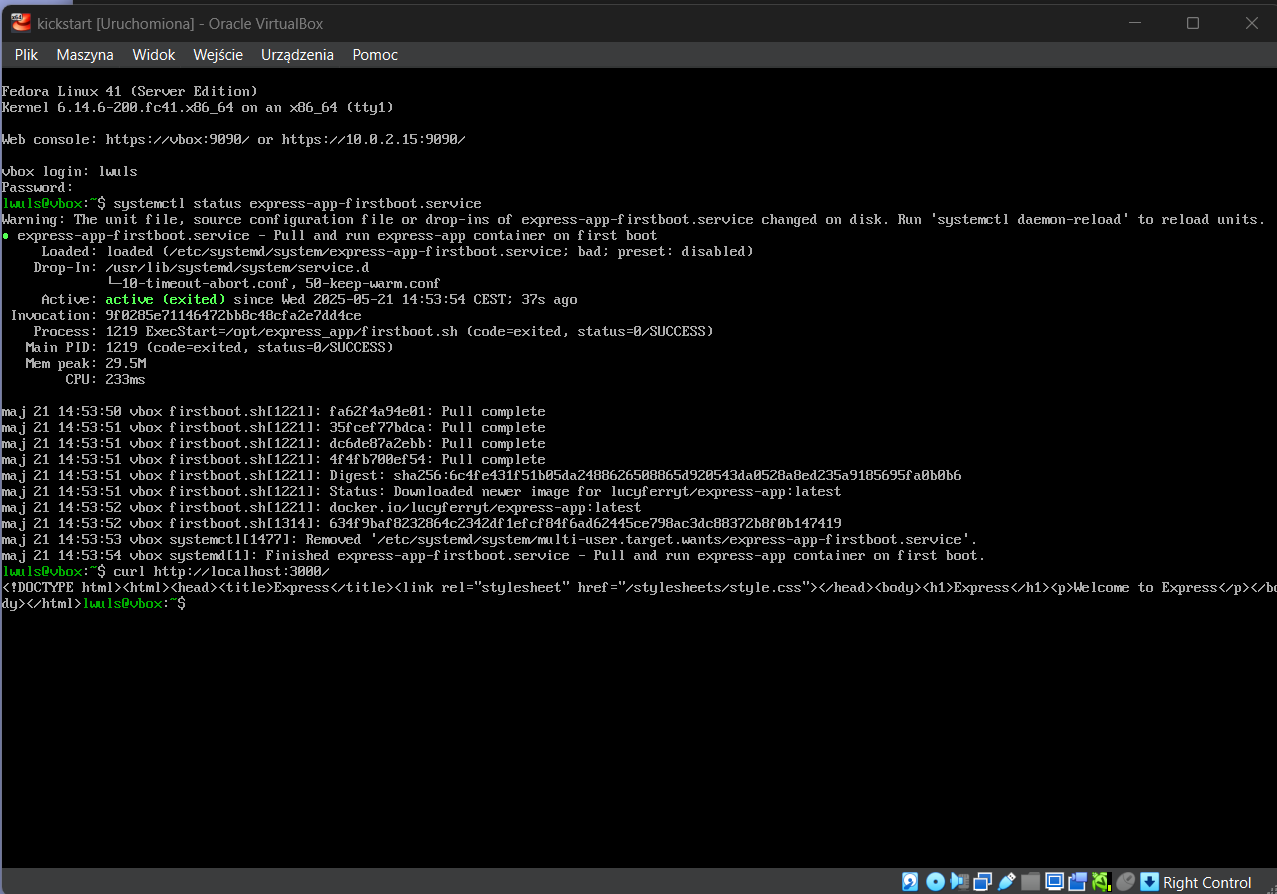 kickstart [Uruchomiona] - Oracle VirtualBox
Plik Maszyna Widok Wejście Urządzenia Pomoc
Fedora Linux 41 (Server Edition)
Kernel 6.14.6-200.fc41.x86_64 on an x86_64 (tty1)
Web console: https://vbox:9090/ or https://10.0.2.15:9090/
vbox login: lwuls
Password:
lwuls@vbox:~$ systemctl status express-app-firstboot.service
Warning: The unit file, source configuration file or drop-ins of express-app-firstboot.service changed on disk. Run 'systemctl daemon-reload' to reload units.
● express-app-firstboot.service - Pull and run express-app container on first boot
Loaded: loaded (/etc/systemd/system/express-app-firstboot.service; bad; preset: disabled)
Drop-In: /usr/lib/systemd/system/service.d
└─10-timeout-abort.conf, 50-keep-warm.conf
Active: active (exited) since Wed 2025-05-21 14:53:54 CEST; 37s ago
Invocation: 9f0285e71146472bb8c48cfa2e7dd4ce
Process: 1219 ExecStart=/opt/express_app/firstboot.sh (code=exited, status=0/SUCCESS)
Main PID: 1219 (code=exited, status=0/SUCCESS)
Mem peak: 29.5M
CPU: 233ms
maj 21 14:53:50 vbox firstboot.sh[1221]: fa62f4a94e01: Pull complete
maj 21 14:53:51 vbox firstboot.sh[1221]: 35fcef77bdca: Pull complete
maj 21 14:53:51 vbox firstboot.sh[1221]: dc6de87a2ebb: Pull complete
maj 21 14:53:51 vbox firstboot.sh[1221]: 4f4fb700ef54: Pull complete
maj 21 14:53:51 vbox firstboot.sh[1221]: Digest: sha256:6c4fe431f51b05da2488626508865d920543da0528a8ed235a9185695fa0b0b6
maj 21 14:53:51 vbox firstboot.sh[1221]: Status: Downloaded newer image for lucyferryt/express-app:latest
maj 21 14:53:52 vbox firstboot.sh[1221]: docker.io/lucyferryt/express-app:latest
maj 21 14:53:52 vbox firstboot.sh[1314]: 634f9baf8232864c2342df1efcf84f6ad62445ce798ac3dc88372b8f0b147419
maj 21 14:53:53 vbox systemctl[1477]: Removed '/etc/systemd/system/multi-user.target.wants/express-app-firstboot.service'.
maj 21 14:53:54 vbox systemd[1]: Finished express-app-firstboot.service - Pull and run express-app container on first boot.
lwuls@vbox:~$ curl http://localhost:3000/
<!DOCTYPE html><html><head><title>Express</title><link rel="stylesheet" href="/stylesheets/style.css"></head><body><h1>Express</h1><p>Welcome to Express</p></bo
dy></html>lwuls@vbox:~$
Right Control